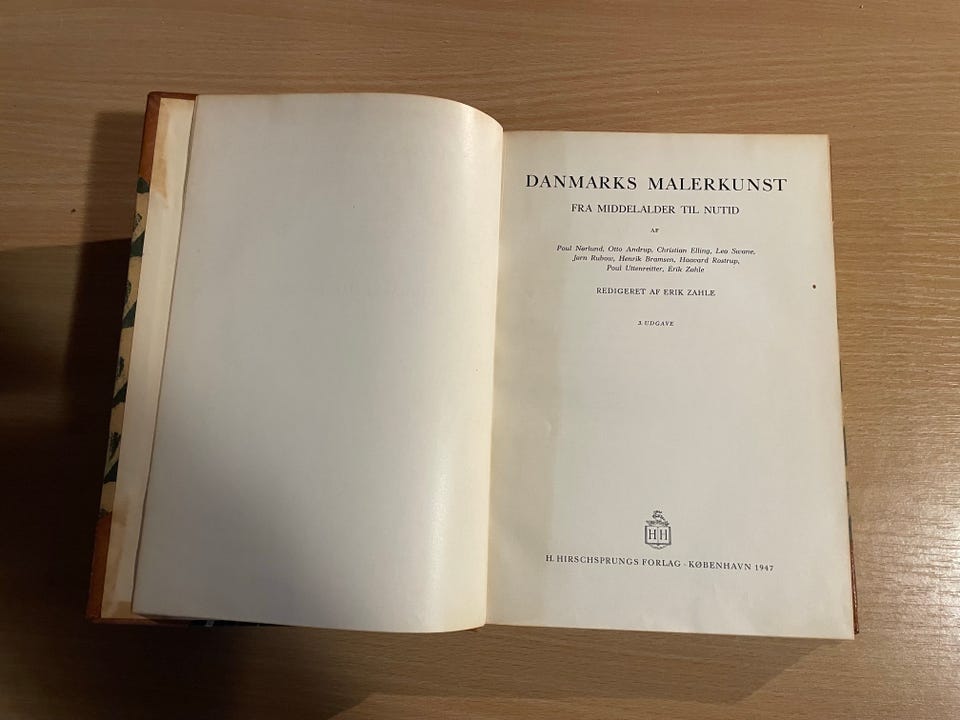 DANMARKS MALERKUNST
FRA MIDDELALDER TIL NUTID
AF
Poul Nørlund, Otto Andrup, Christian Elling, Leo Swane,
Jørn Rubow, Henrik Bramsen, Haavard Rostrup,
Poul Uttenreitter, Erik Zahle
REDIGERET AF ERIK ZAHLE
3. UDGAVE
H H
H. HIRSCHSPRUNGS FORLAG · KØBENHAVN 1947